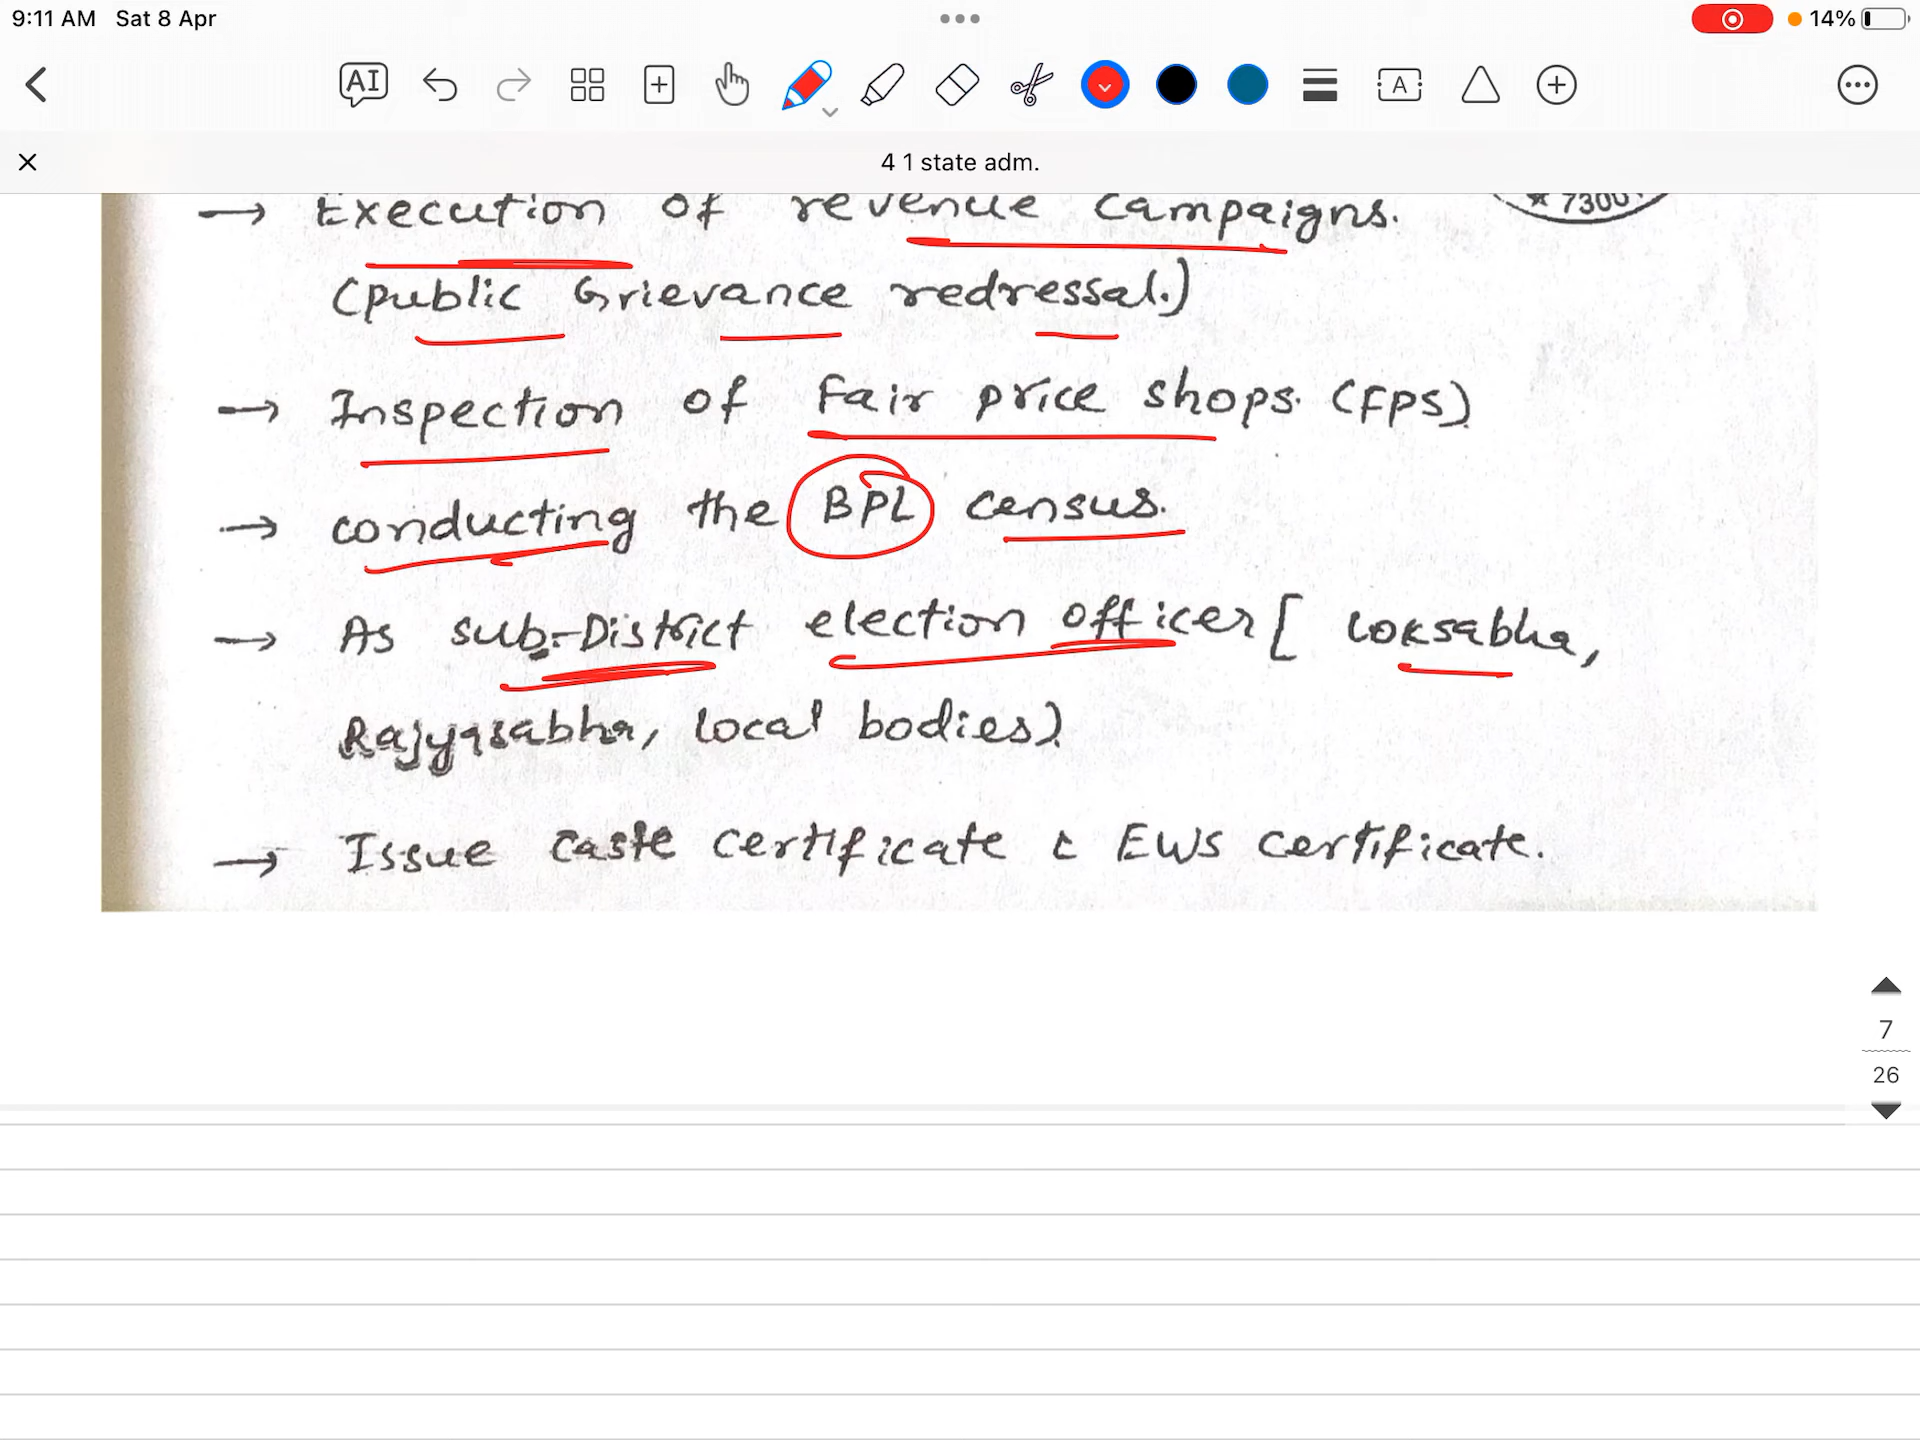 9:11 AM Sat 8 Apr
14%
AI
A
4 1 state adm.
→ Execution of revenue campaigns.
* 7300
(public Grievance redressal.)
→ Inspection of Fair price shops. (FPS)
→ conducting the BPL census.
→ As sub-District election officer [ Loksabha,
Rajyasabha, local bodies)
→ Issue caste certificate & EWS certificate.
7
26